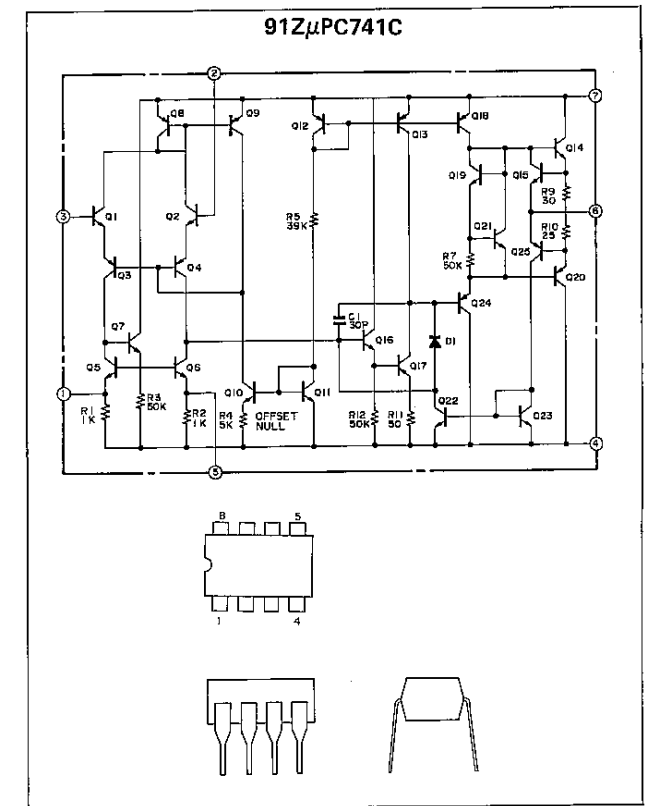 91ZμPC741C
2
Q8 Q9 Q12 Q13 Q18 7
Q14
Q19 Q15
3 Q1 Q2 R9 30
R5 39K Q21 6
R10 25
Q25
R7 50K
Q3 Q4 Q20
Q24
C1 30P
Q7 Q16 D1
Q5 Q6 Q17
Q10 Q11 Q22
1 R3 50K Q23
R1 1K R2 1K R4 5K OFFSET NULL R12 50K R11 50
4
5
8 5
1 4